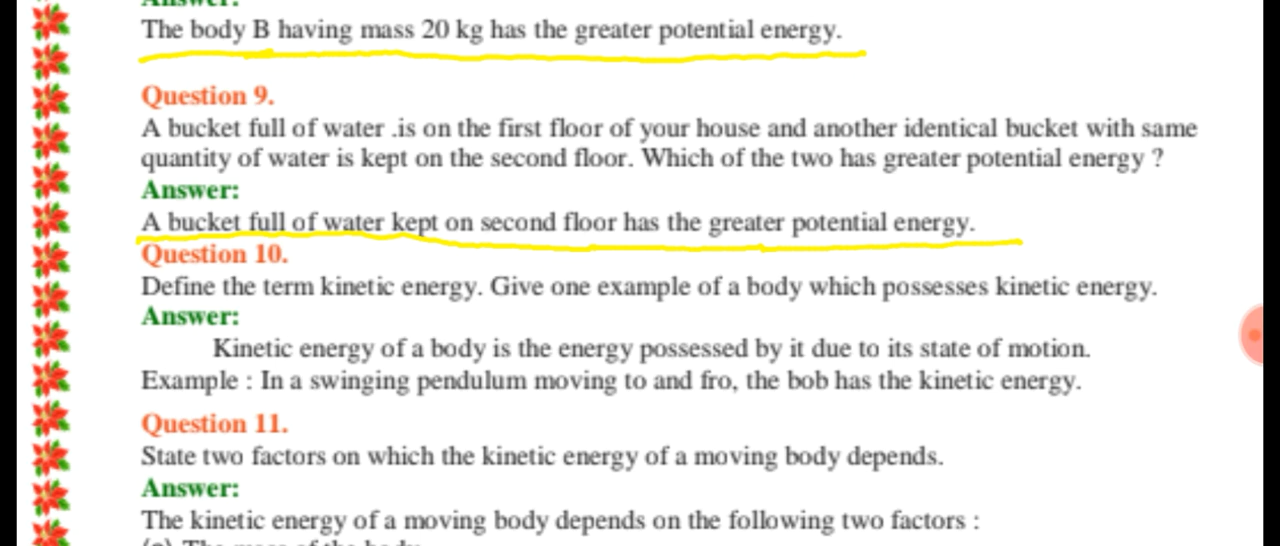 Answer:
The body B having mass 20 kg has the greater potential energy.
Question 9.
A bucket full of water .is on the first floor of your house and another identical bucket with same
quantity of water is kept on the second floor. Which of the two has greater potential energy ?
Answer:
A bucket full of water kept on second floor has the greater potential energy.
Question 10.
Define the term kinetic energy. Give one example of a body which possesses kinetic energy.
Answer:
Kinetic energy of a body is the energy possessed by it due to its state of motion.
Example : In a swinging pendulum moving to and fro, the bob has the kinetic energy.
Question 11.
State two factors on which the kinetic energy of a moving body depends.
Answer:
The kinetic energy of a moving body depends on the following two factors :
(a) The mass of the body